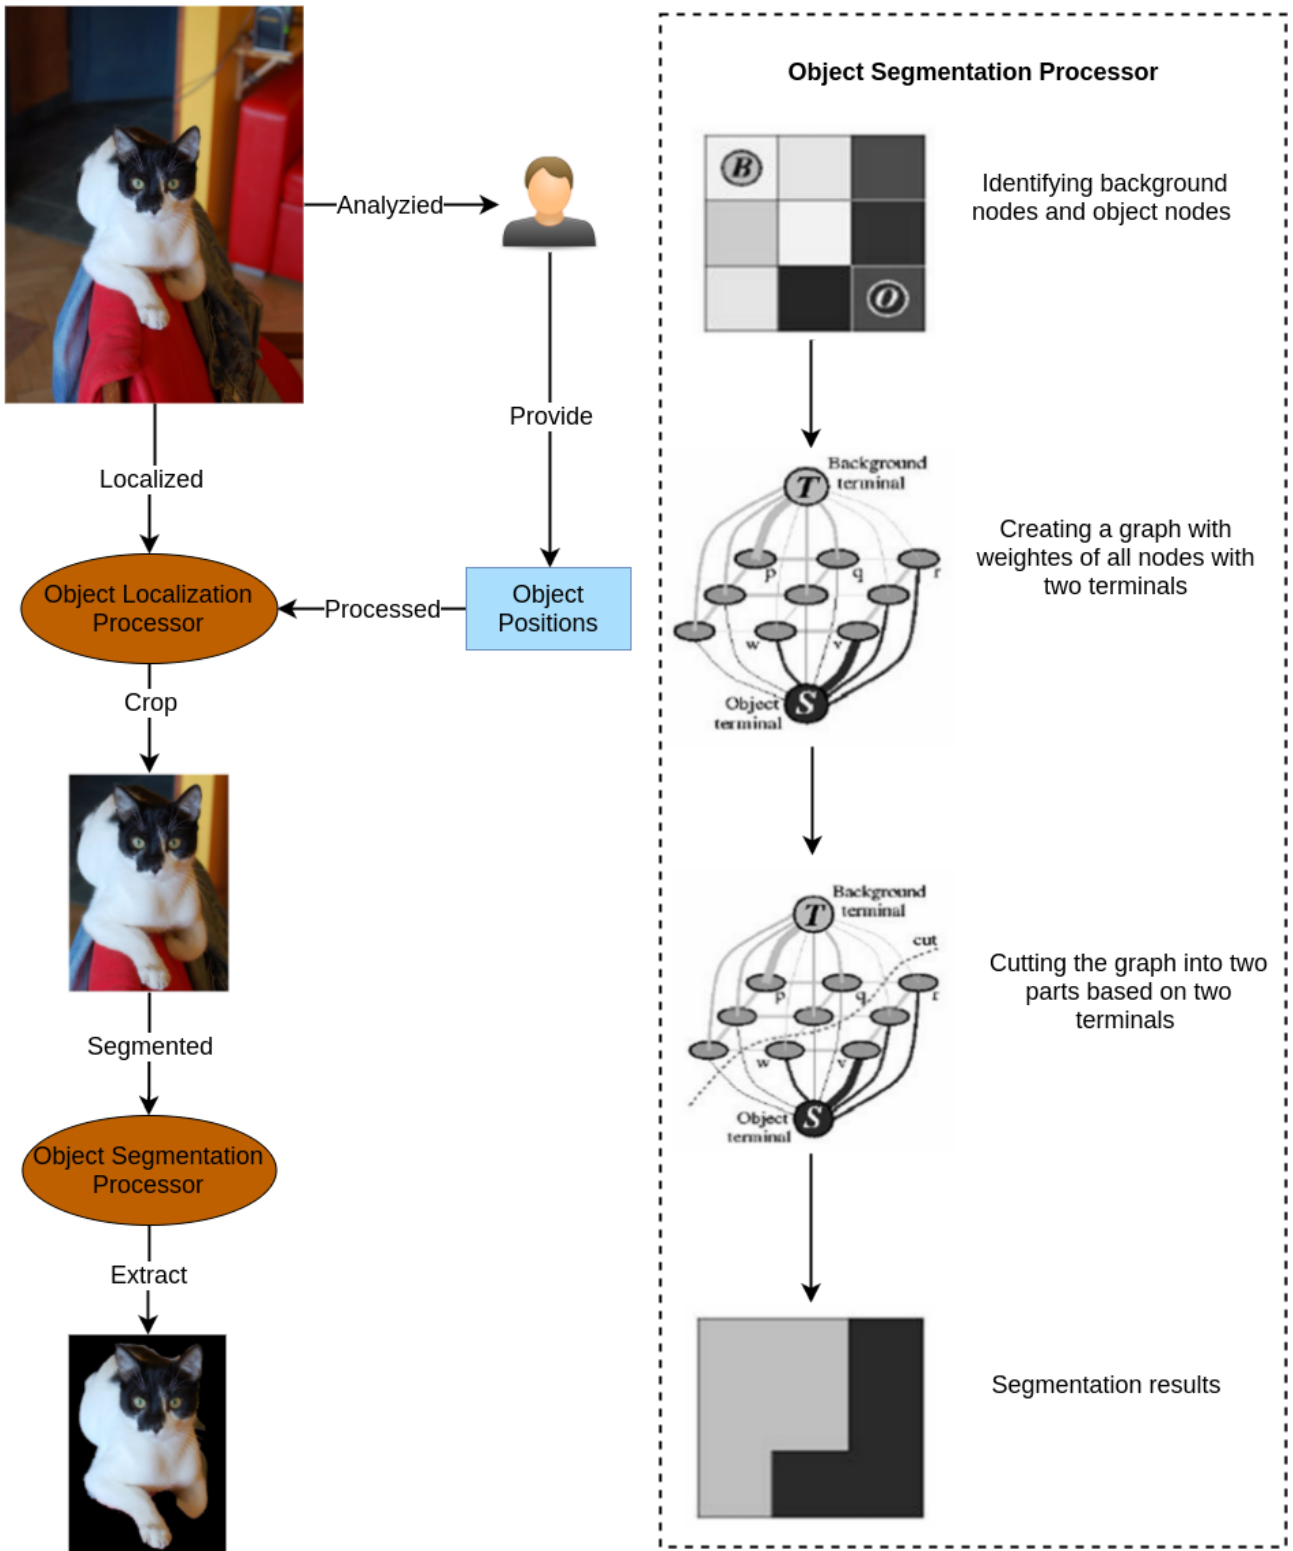 Analyzied
Provide
Localized
Object Localization
Processor
Processed
Object
Positions
Crop
Segmented
Object Segmentation
Processor
Extract
Object Segmentation Processor
B
O
Identifying background
nodes and object nodes
Background
terminal
T
p
q
r
w
v
S
Object
terminal
Creating a graph with
weightes of all nodes with
two terminals
Background
terminal
T
cut
p
q
r
w
v
S
Object
terminal
Cutting the graph into two
parts based on two
terminals
Segmentation results